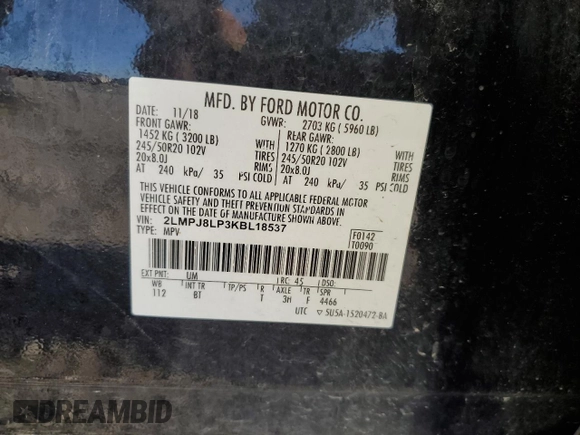 MFD. BY FORD MOTOR CO.
DATE: 11/18 GVWR: 2703 KG ( 5960 LB)
FRONT GAWR: REAR GAWR:
1452 KG ( 3200 LB) WITH 1270 KG ( 2800 LB) WITH
245/50R20 102V TIRES 245/50R20 102V TIRES
20x8.0J RIMS 20x8.0J RIMS
AT 240 kPa/ 35 PSI COLD AT 240 kPa/ 35 PSI COLD
THIS VEHICLE CONFORMS TO ALL APPLICABLE FEDERAL MOTOR
VEHICLE SAFETY AND THEFT PREVENTION STANDARDS IN
EFFECT ON THE DATE OF MANUFACTURE SHOWN ABOVE.
VIN: 2LMPJ8LP3KBL18537 F0142
TYPE: MPV T0090
EXT PNT: UM RC: 45 DSO:
WB INT TR TP/PS R AXLE TR SPR
112 BT T 3H F 4466
UTC 5U5A-1520472-BA
DREAMBID